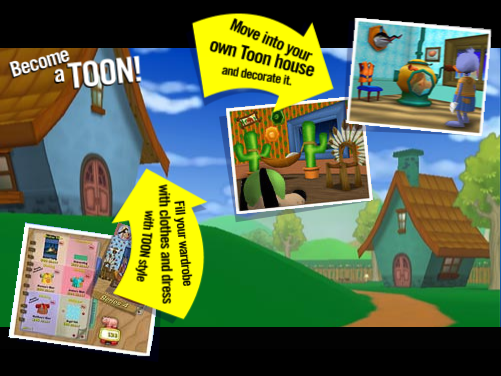 Become
a TOON!
Move into your
own Toon house
and decorate it.
Fill your wardrobe
with clothes and dress
with TOON style